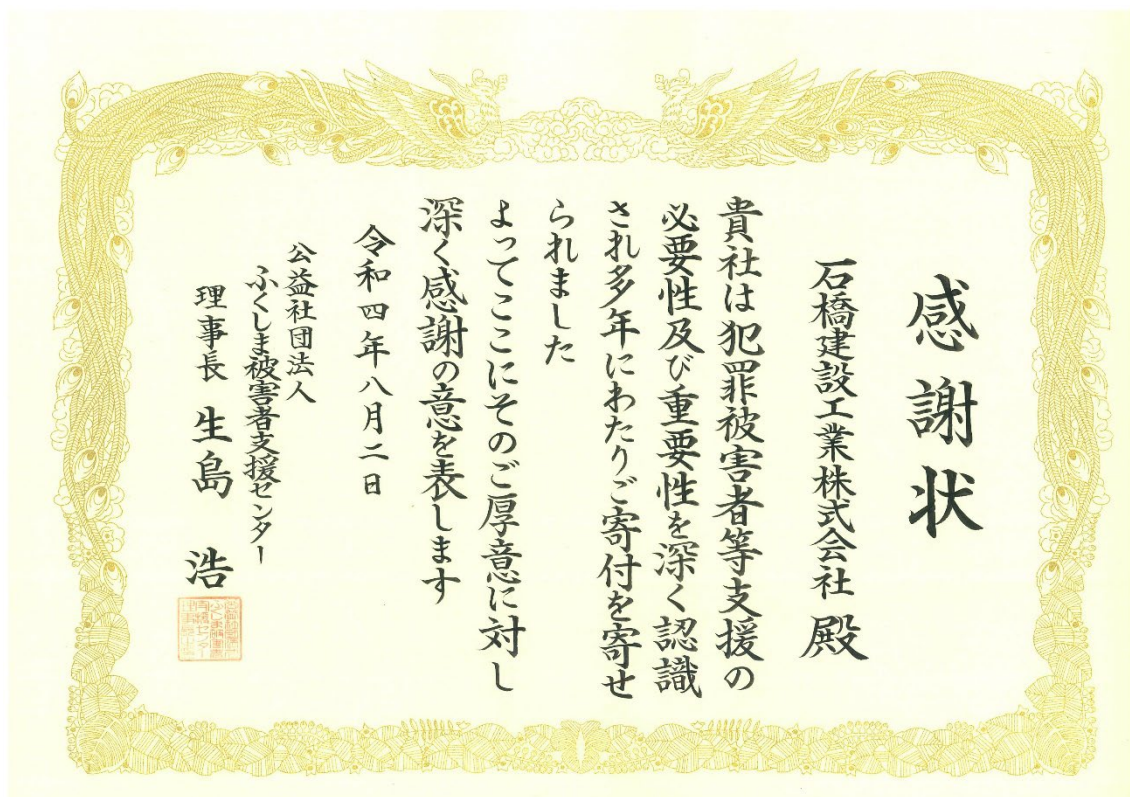 感謝状
石橋建設工業株式会社 殿
貴社は犯罪被害者等支援の
必要性及び重要性を深く認識
され多年にわたりご寄付を寄せ
られました
よってここにそのご厚意に対し
深く感謝の意を表します
令和四年八月二日
公益社団法人
ふくしま被害者支援センター
理事長 生島 浩